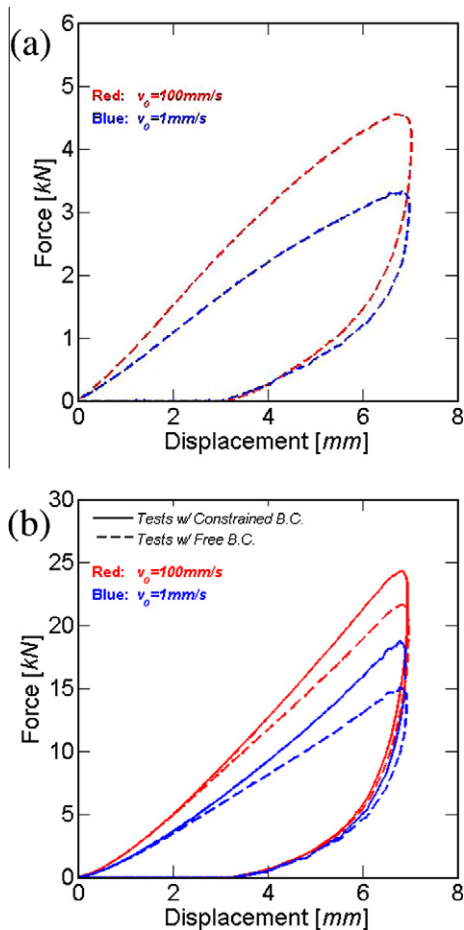 (a)
6
5
4
3
2
1
0
Force [kN]
Red: v₀=100mm/s
Blue: v₀=1mm/s
0 2 4 6 8
Displacement [mm]
(b)
30
25
20
15
10
5
0
Force [kN]
Tests w/ Constrained B.C.
Tests w/ Free B.C.
Red: v₀=100mm/s
Blue: v₀=1mm/s
0 2 4 6 8
Displacement [mm]